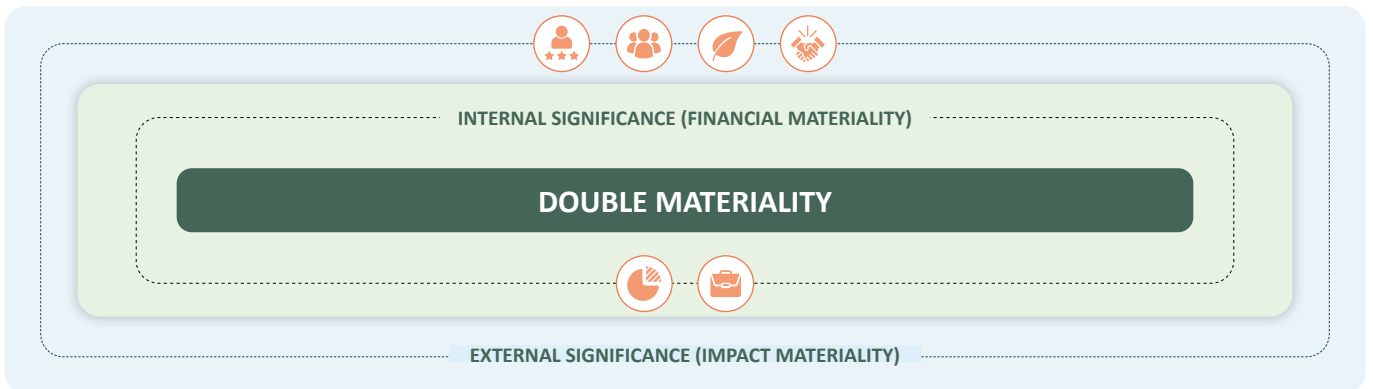 INTERNAL SIGNIFICANCE (FINANCIAL MATERIALITY)
DOUBLE MATERIALITY
EXTERNAL SIGNIFICANCE (IMPACT MATERIALITY)